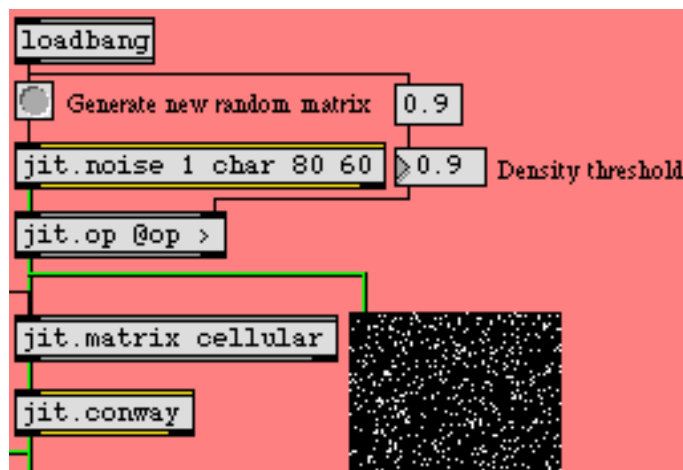 loadbang
Generate new random matrix
0.9
jit.noise 1 char 80 60
0.9
Density threshold
jit.op @op >
jit.matrix cellular
jit.conway